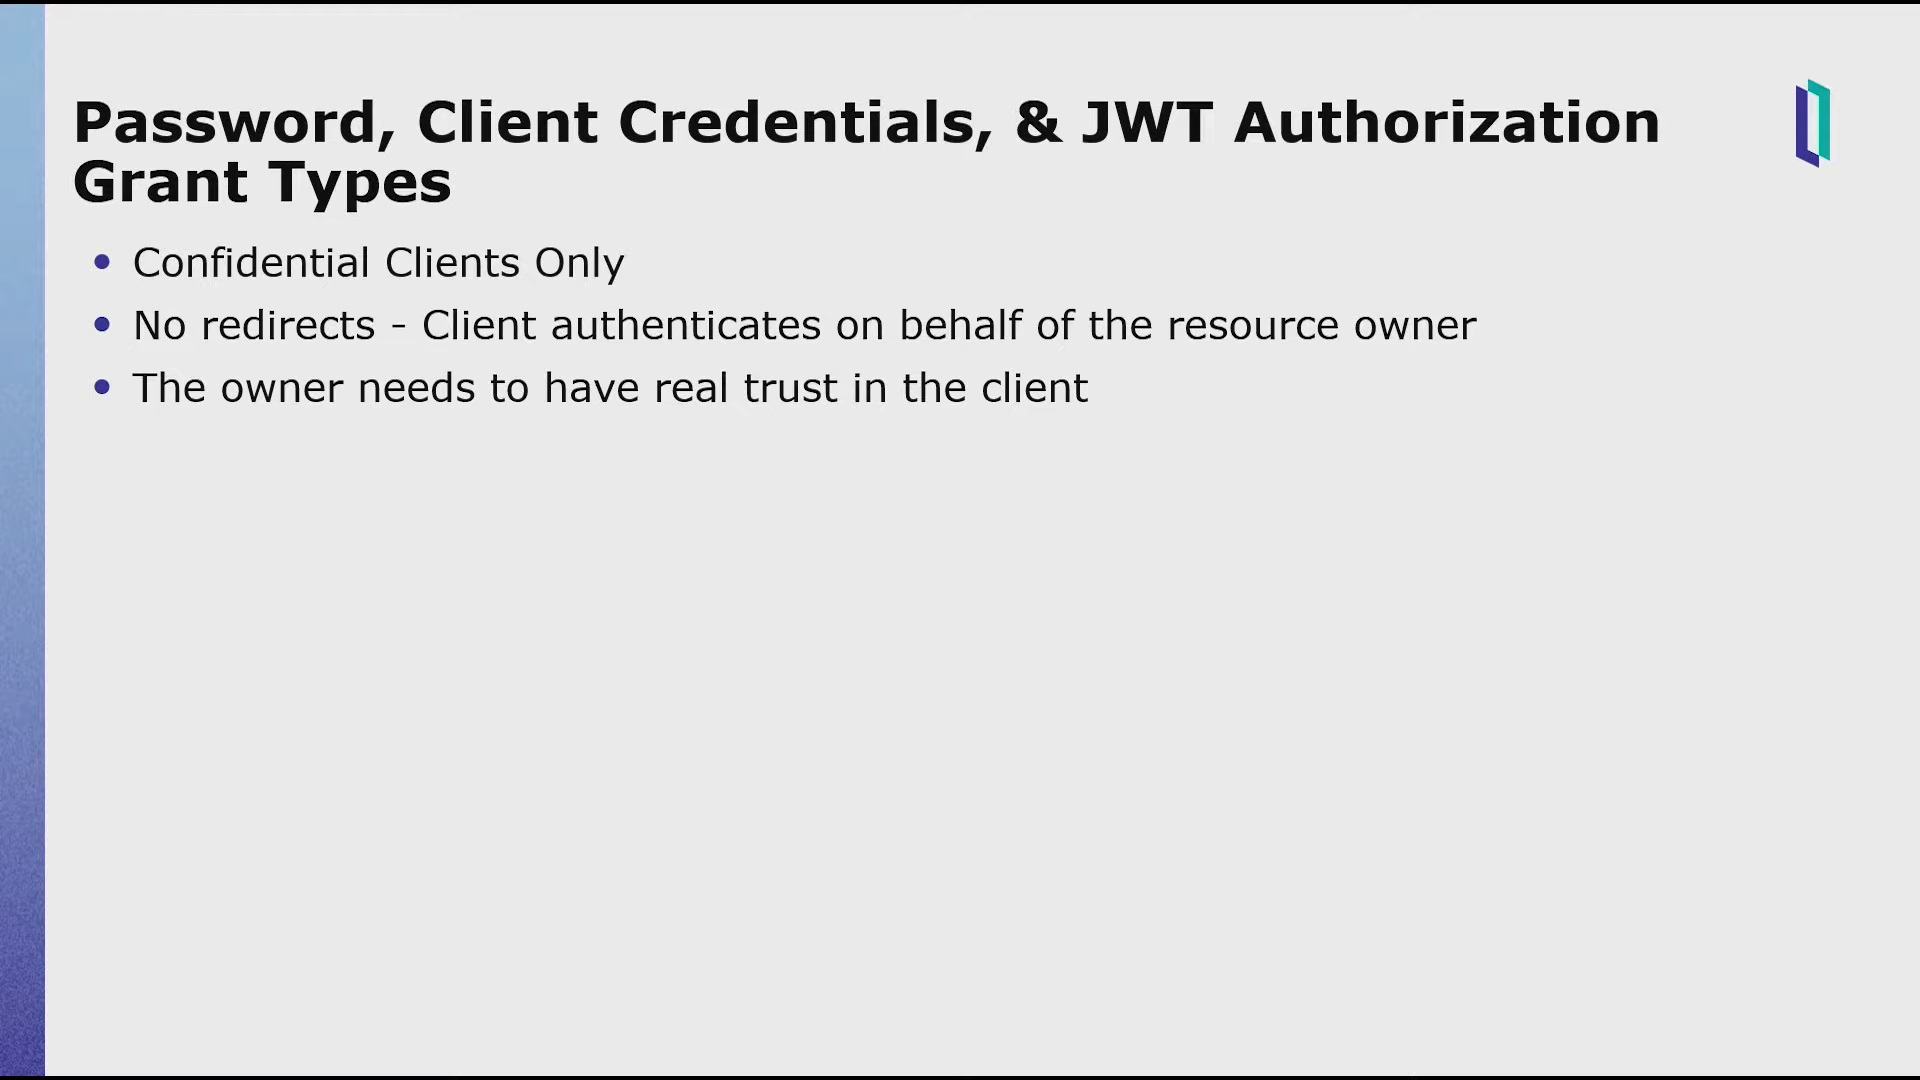 Password, Client Credentials, & JWT Authorization
Grant Types
• Confidential Clients Only
• No redirects - Client authenticates on behalf of the resource owner
• The owner needs to have real trust in the client